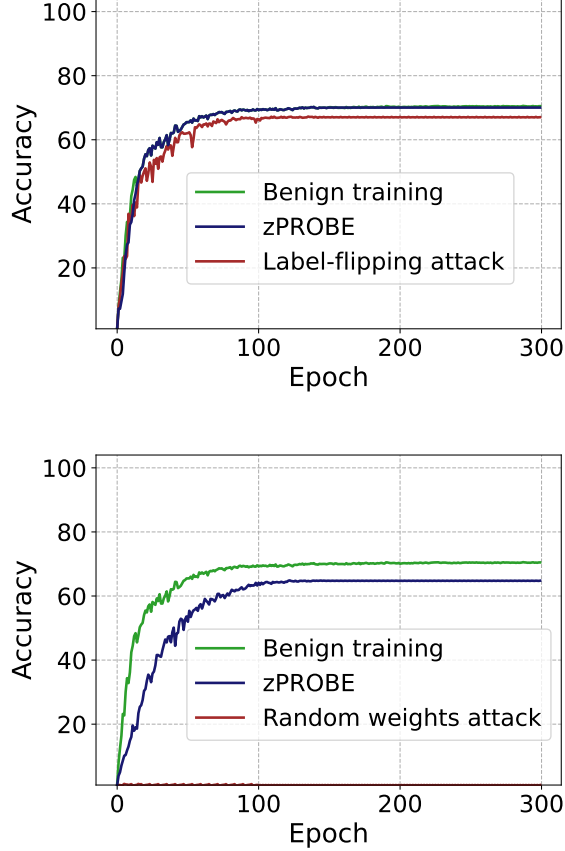 100
80
60
40
20
Accuracy
Benign training
zPROBE
Label-flipping attack
0 100 200 300
Epoch
100
80
60
40
20
Accuracy
Benign training
zPROBE
Random weights attack
0 100 200 300
Epoch